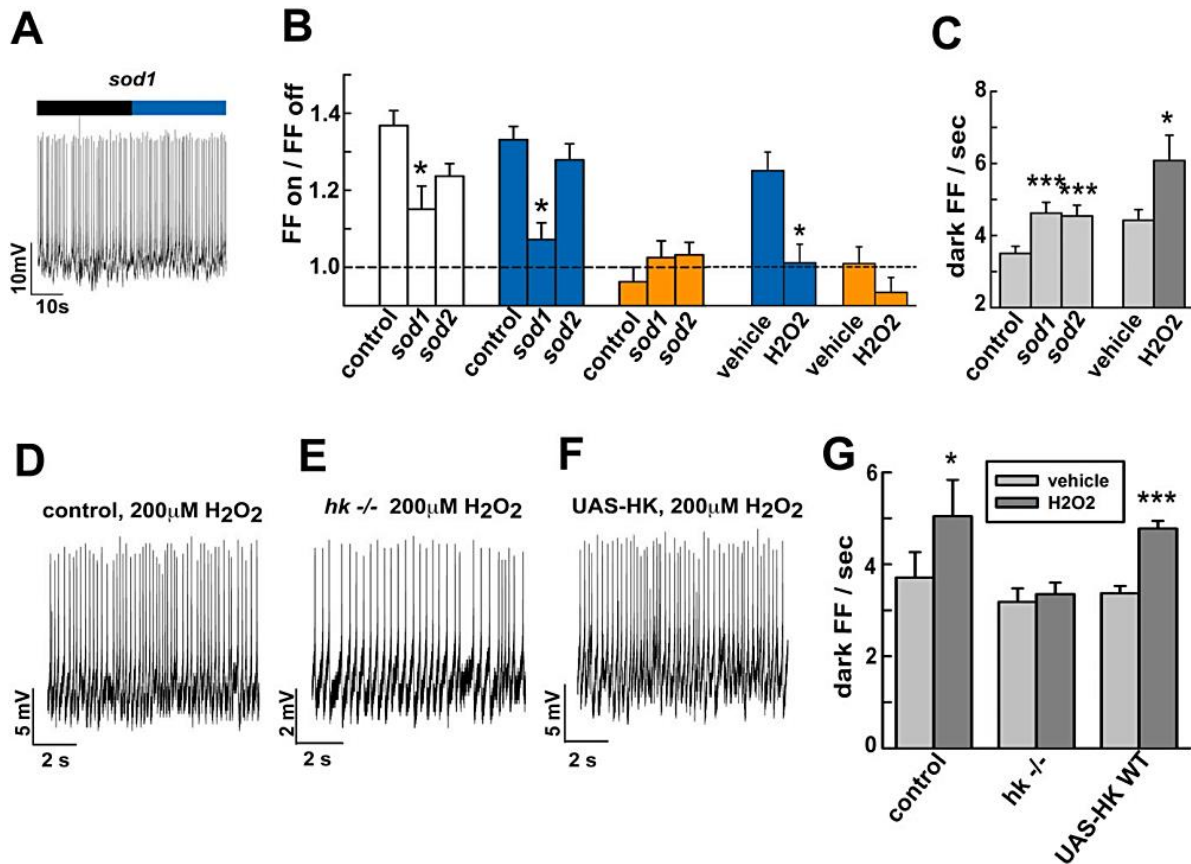 A
sod1
10mV
10s
B
FF on / FF off
1.4
1.2
1.0
*
*
*
control
sod1
sod2
control
sod1
sod2
control
sod1
sod2
vehicle
H2O2
vehicle
H2O2
C
dark FF / sec
8
6
4
2
***
***
*
control
sod1
sod2
vehicle
H2O2
D
control, 200μM H₂O₂
5 mV
2 s
E
hk -/- 200μM H₂O₂
2 mV
2 s
F
UAS-HK, 200μM H₂O₂
5 mV
2 s
G
dark FF / sec
6
4
2
0
vehicle
H2O2
*
***
control
hk -/-
UAS-HK WT